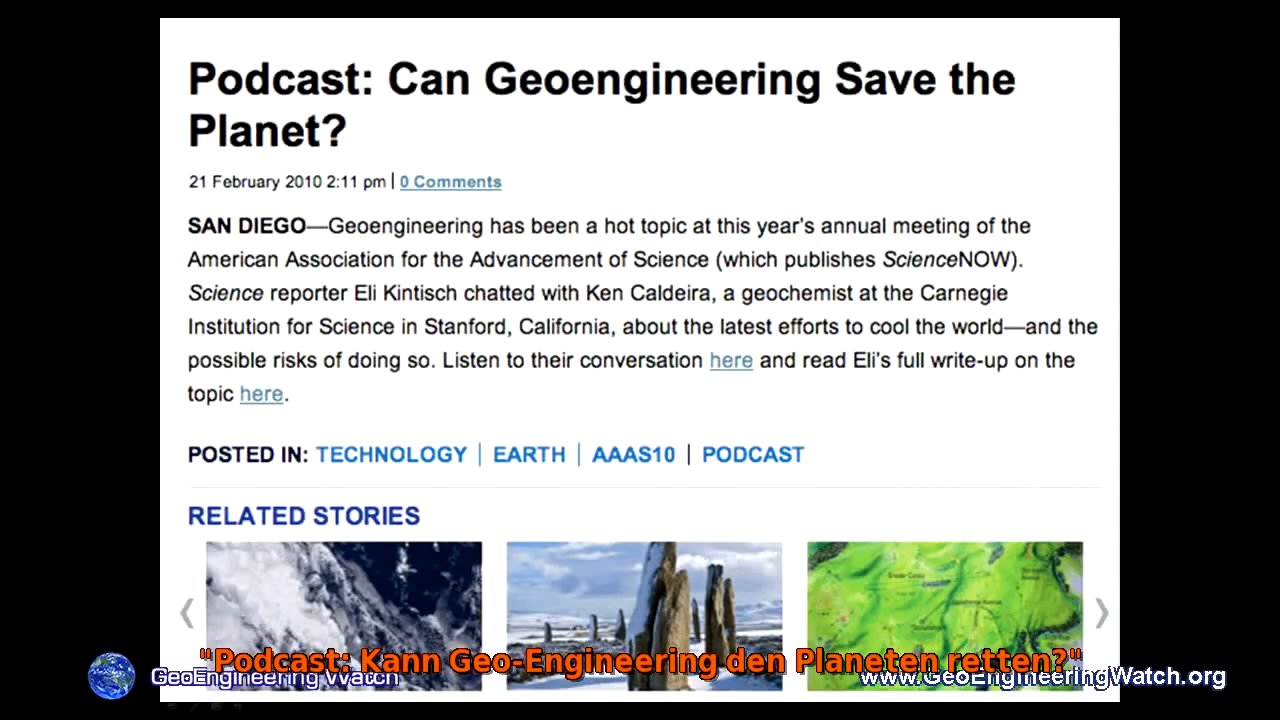 Podcast: Can Geoengineering Save the
Planet?
21 February 2010 2:11 pm | 0 Comments
SAN DIEGO—Geoengineering has been a hot topic at this year's annual meeting of the
American Association for the Advancement of Science (which publishes ScienceNOW).
Science reporter Eli Kintisch chatted with Ken Caldeira, a geochemist at the Carnegie
Institution for Science in Stanford, California, about the latest efforts to cool the world—and the
possible risks of doing so. Listen to their conversation here and read Eli's full write-up on the
topic here.
POSTED IN: TECHNOLOGY | EARTH | AAAS10 | PODCAST
RELATED STORIES
"Podcast: Kann Geo-Engineering den Planeten retten?"
GeoEngineering Watch
www.GeoEngineeringWatch.org